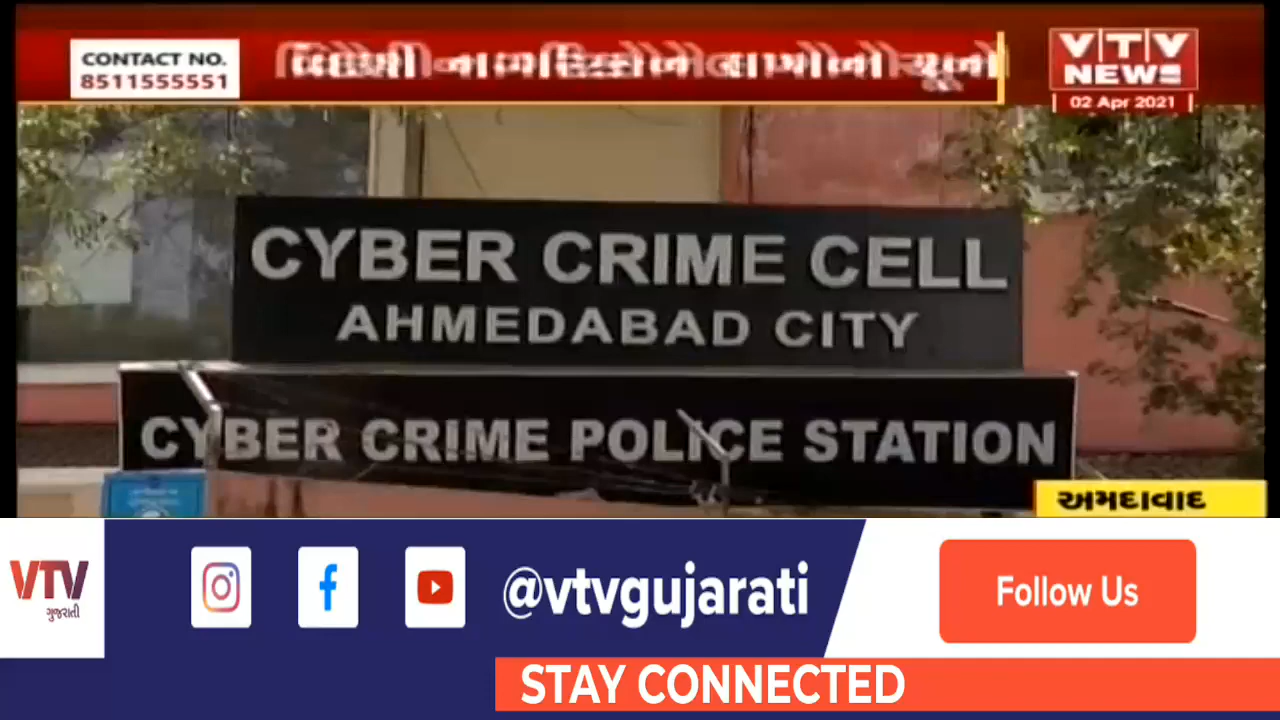 CONTACT NO.
8511555551
VTV
NEWS
02 Apr 2021
CYBER CRIME CELL
AHMEDABAD CITY
CYBER CRIME POLICE STATION
અમદાવાદ
VTV
ગુજરાતી
@vtvgujarati
Follow Us
STAY CONNECTED